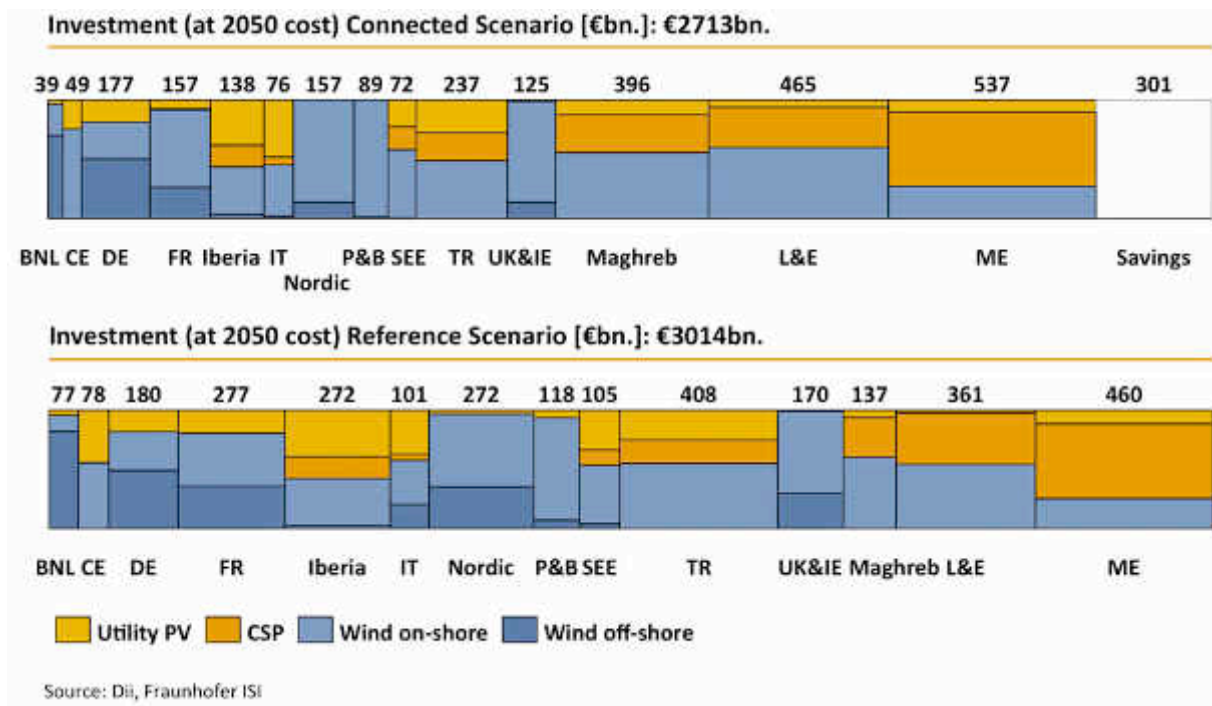 Investment (at 2050 cost) Connected Scenario [€bn.]: €2713bn.
39 49 177 157 138 76 157 89 72 237 125 396 465 537 301
BNL CE DE FR Iberia IT Nordic P&B SEE TR UK&IE Maghreb L&E ME Savings
Investment (at 2050 cost) Reference Scenario [€bn.]: €3014bn.
77 78 180 277 272 101 272 118 105 408 170 137 361 460
BNL CE DE FR Iberia IT Nordic P&B SEE TR UK&IE Maghreb L&E ME
Utility PV CSP Wind on-shore Wind off-shore
Source: Dii, Fraunhofer ISI